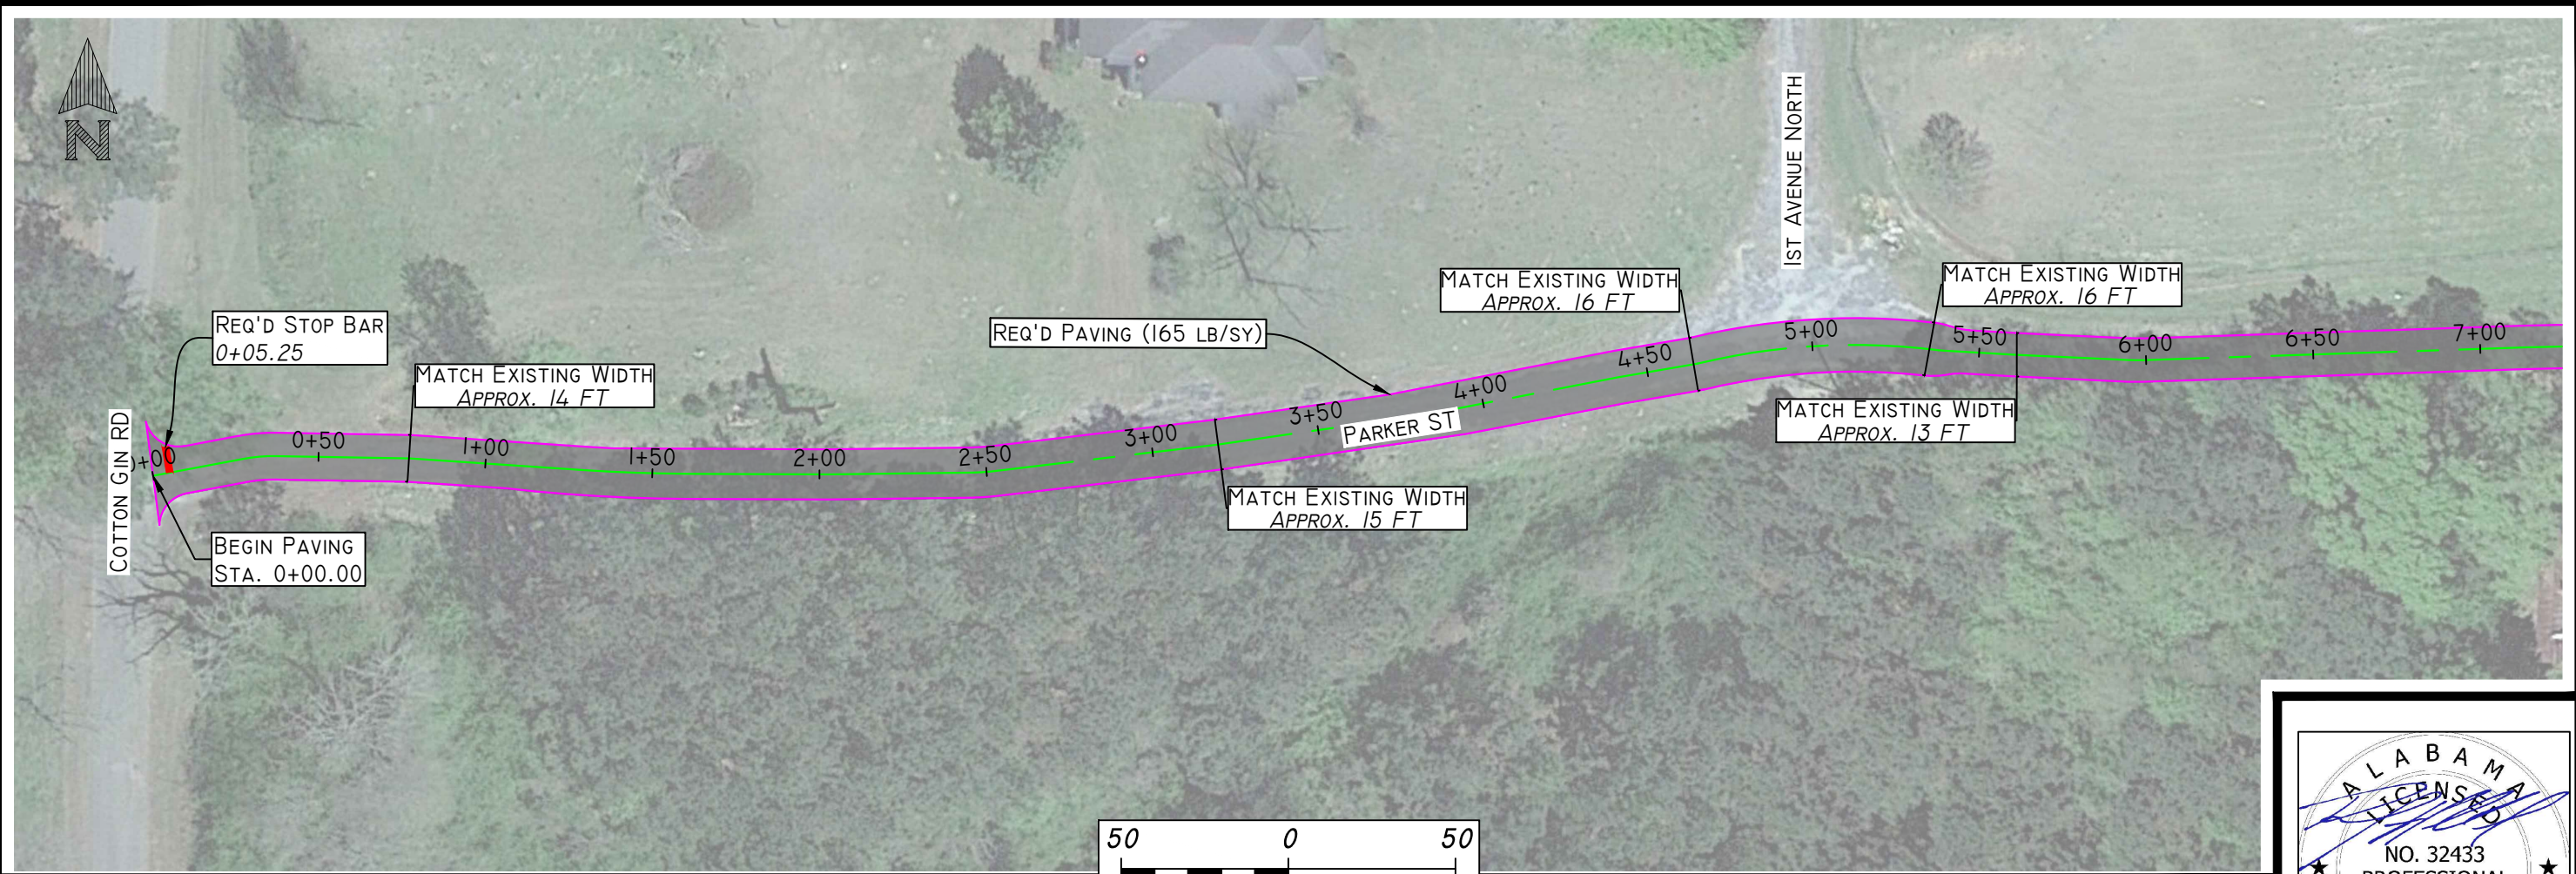 N
1ST AVENUE NORTH
REQ'D STOP BAR
0+05.25
MATCH EXISTING WIDTH
APPROX. 14 FT
REQ'D PAVING (165 LB/SY)
MATCH EXISTING WIDTH
APPROX. 16 FT
MATCH EXISTING WIDTH
APPROX. 16 FT
COTTON GIN RD
0+00
0+50
1+00
1+50
2+00
2+50
3+00
3+50
4+00
4+50
5+00
5+50
6+00
6+50
7+00
PARKER ST
MATCH EXISTING WIDTH
APPROX. 13 FT
MATCH EXISTING WIDTH
APPROX. 15 FT
BEGIN PAVING
STA. 0+00.00
50 0 50
ALABAMA
LICENSED
NO. 32433
PROFESSIONAL